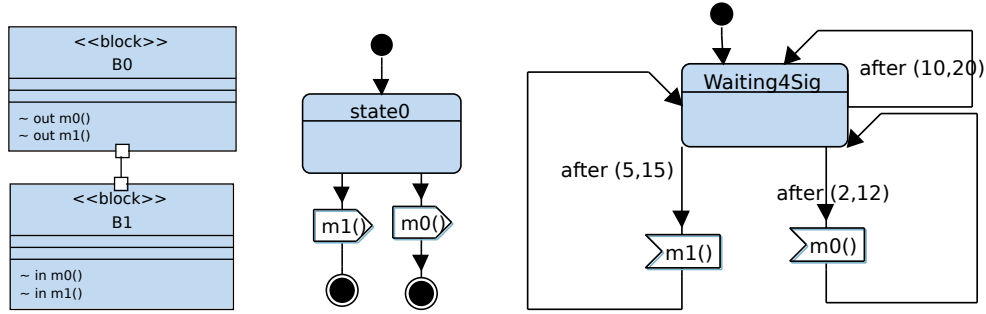 <<block>>
B0
~ out m0()
~ out m1()
<<block>>
B1
~ in m0()
~ in m1()
state0
m1()
m0()
Waiting4Sig
after (10,20)
after (5,15)
after (2,12)
m1()
m0()